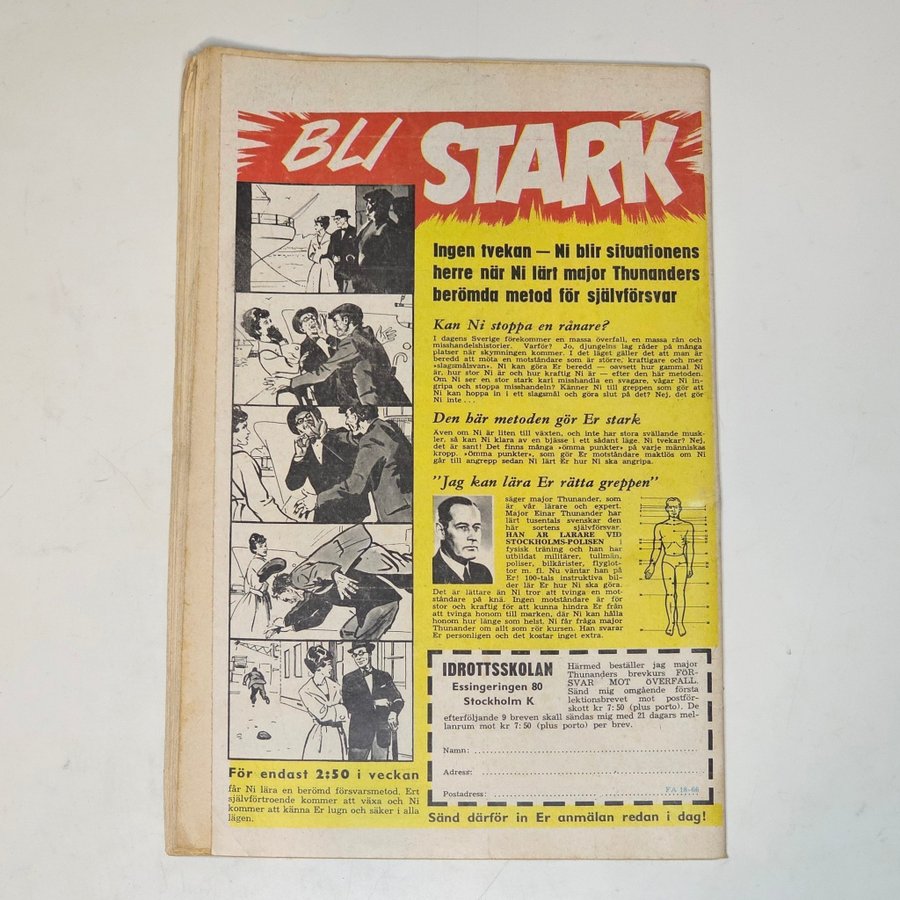 BLI STARK
Ingen tvekan — Ni blir situationens
herre när Ni lärt major Thunanders
berömda metod för självförsvar
Kan Ni stoppa en rånare?
I dagens Sverige förekommer en massa överfall, en massa rån och
misshandelshistorier. Varför? Jo, djungelns lag råder på många
platser när skymningen kommer. I det läget gäller det att man är
beredd att möta en motståndare som är större, kraftigare och mer
»slagsmålsvan». Ni kan göra Er beredd — oavsett hur gammal Ni
är, hur stor Ni är och hur kraftig Ni är — efter den här metoden.
Om Ni ser en stor stark karl misshandla en svagare, vågar Ni in-
gripa och stoppa misshandeln? Känner Ni till greppen som gör att
Ni kan hoppa in i ett slagsmål och göra slut på det? Nej, det gör
Ni inte...
Den här metoden gör Er stark
Även om Ni är liten till växten, och inte har stora svällande musk-
ler, så kan Ni klara av en bjässe i ett sådant läge. Ni tvekar? Nej,
det är sant! Det finns många »ömma punkter» på varje människas
kropp. »Ömma punkter», som gör Er motståndare maktlös om Ni
går till angrepp sedan Ni lärt Er hur Ni ska angripa.
"Jag kan lära Er rätta greppen"
säger major Thunander, som
är vår lärare och expert.
Major Einar Thunander har
lärt tusentals svenskar den
här sortens självförsvar.
HAN ÄR LÄRARE VID
STOCKHOLMS-POLISEN i
fysisk träning och han har
utbildat militärer, tullmän,
poliser, bilkårister, flyglot-
tor m. fl. Nu väntar han på
Er! 100-tals instruktiva bil-
der lär Er hur Ni ska göra.
Det är lättare än Ni tror att tvinga en mot-
ståndare på knä. Ingen motståndare är för
stor och kraftig för att kunna hindra Er från
att tvinga honom till marken, där Ni kan hålla
honom hur länge som helst. Ni får fråga major
Thunander om allt som rör kursen. Han svarar
Er personligen och det kostar inget extra.
För endast 2:50 i veckan
får Ni lära en berömd försvarsmetod. Ert
självförtroende kommer att växa och Ni
kommer att känna Er lugn och säker i alla
lägen.
IDROTTSSKOLAN
Essingeringen 80
Stockholm K
Härmed beställer jag major
Thunanders brevkurs FÖR-
SVAR MOT ÖVERFALL.
Sänd mig omgående första
lektionsbrevet mot postför-
skott kr 7:50 (plus porto). De
efterföljande 9 breven skall sändas mig med 21 dagars mel-
lanrum mot kr 7:50 (plus porto) per brev.
Namn:
Adress:
Postadress:
FA 18-66
Sänd därför in Er anmälan redan i dag!